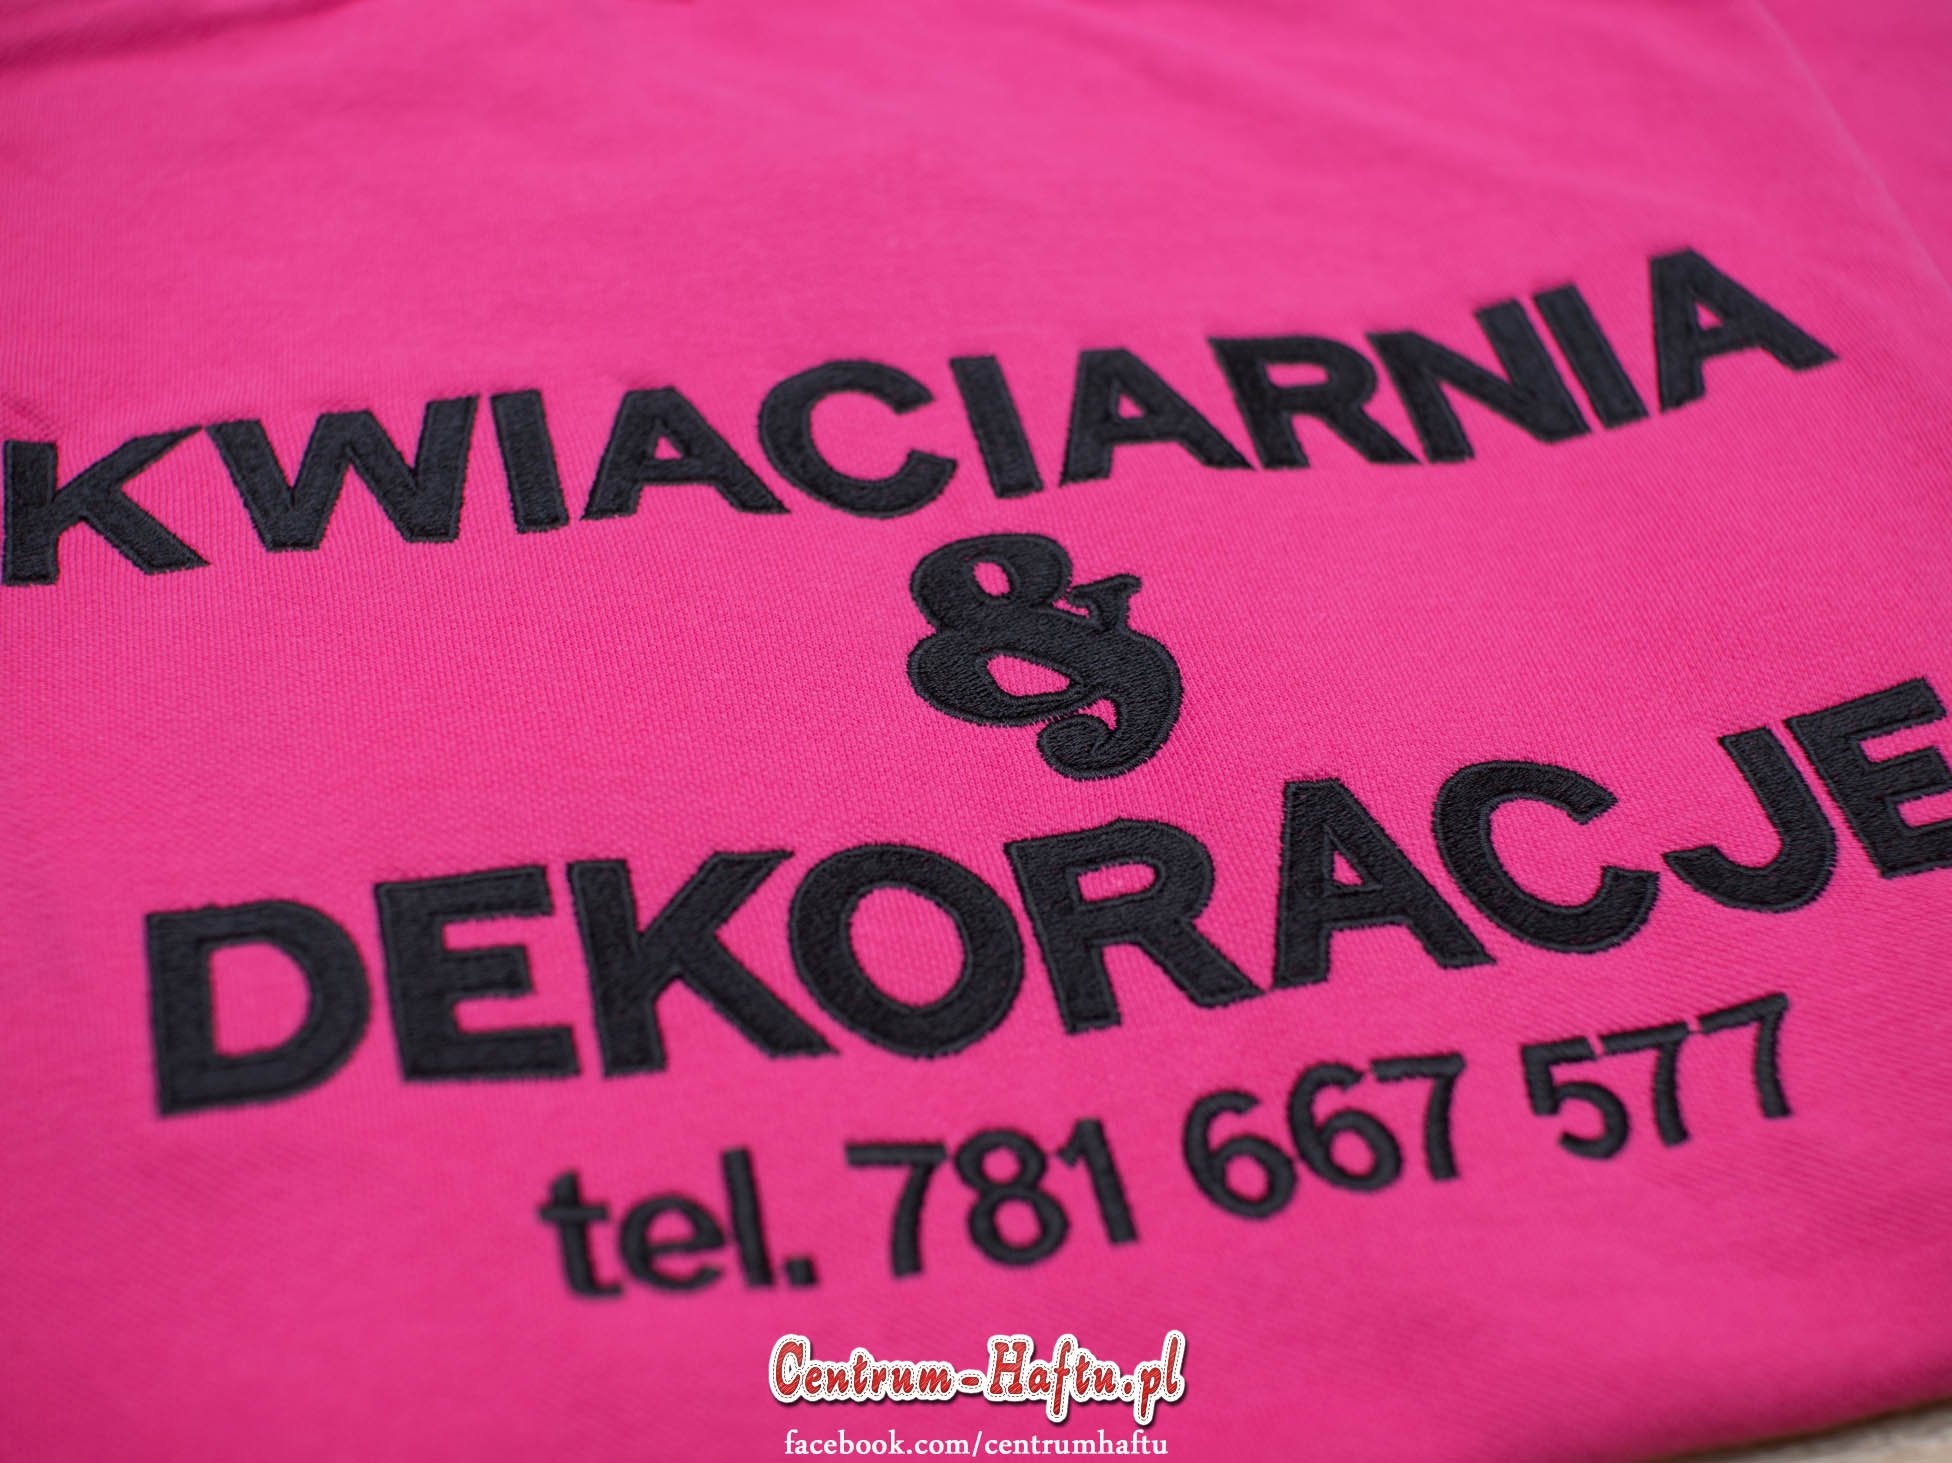 KWIACIARNIA
&
DEKORACJE
tel. 781 667 577
Centrum-Haftu.pl
facebook.com/centrumhaftu